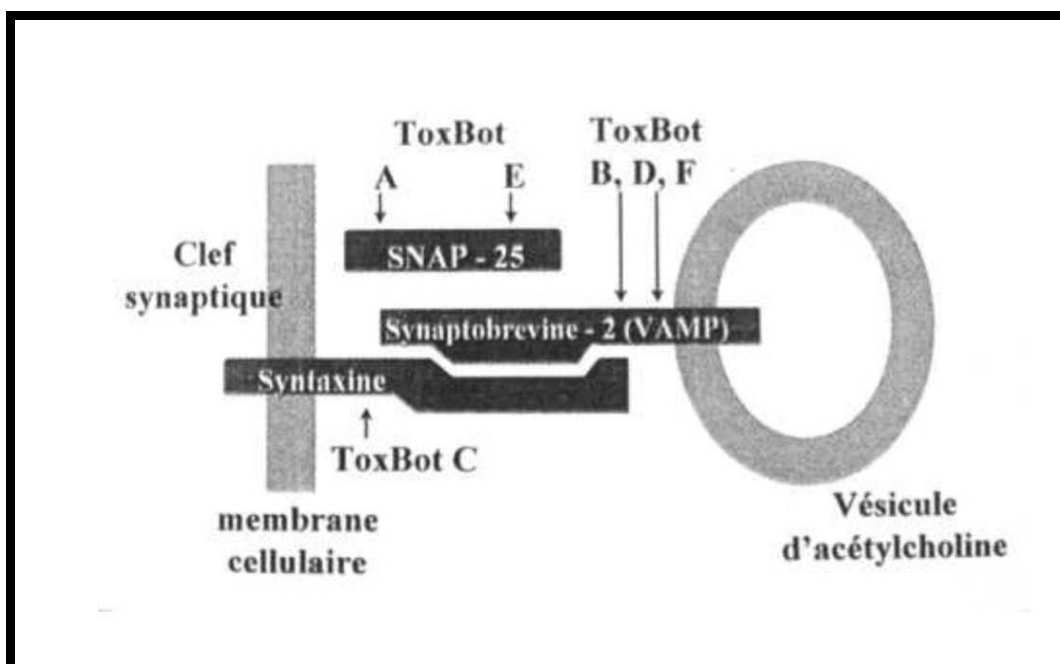 ToxBot
ToxBot
A
E
B, D, F
Clef
synaptique
SNAP - 25
Synaptobrevine - 2 (VAMP)
Syntaxine
ToxBot C
membrane
cellulaire
Vésicule
d'acétylcholine